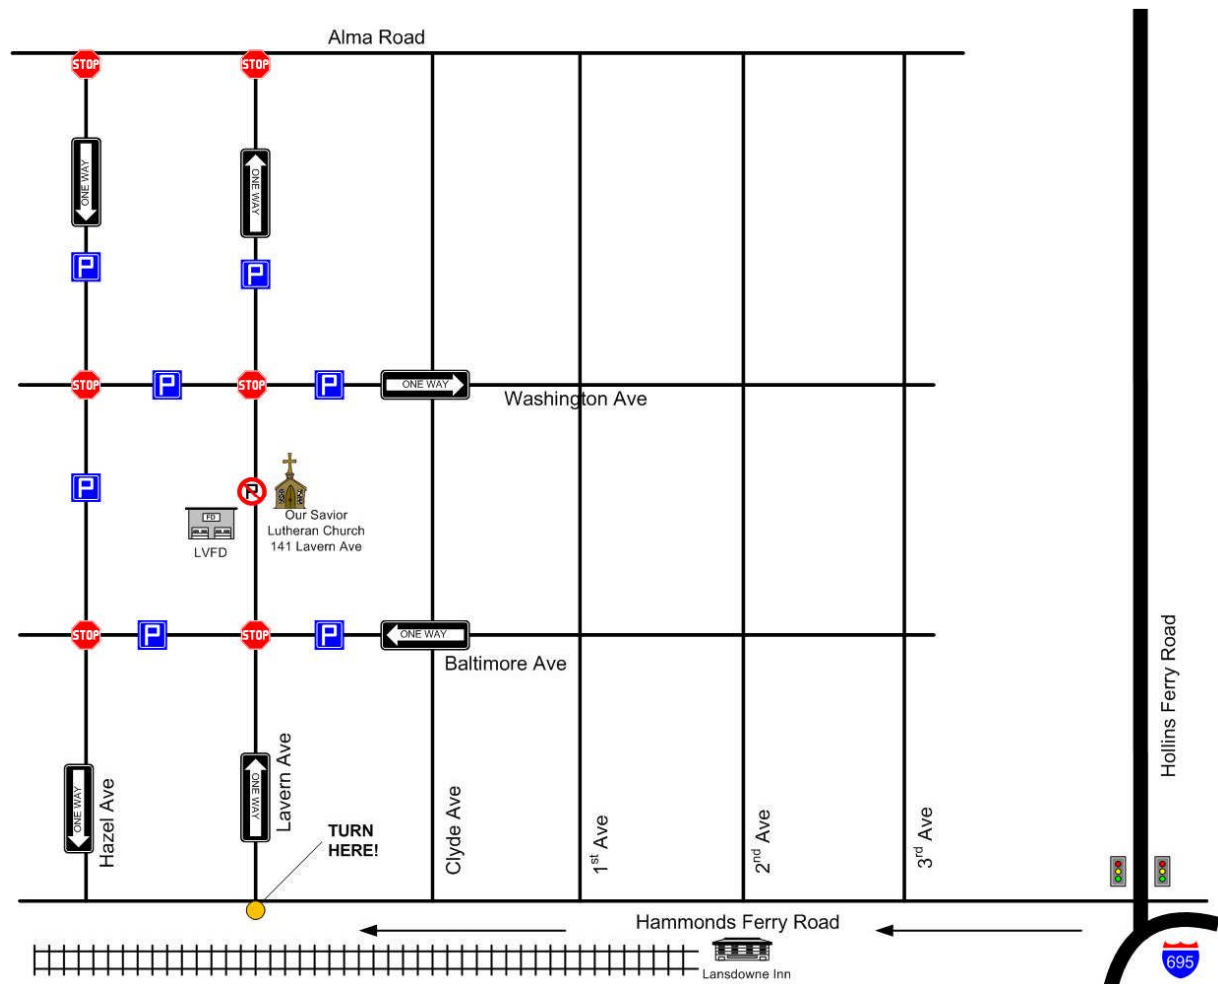 Alma Road
STOP
STOP
ONE WAY
ONE WAY
P
P
STOP
P
STOP
P
ONE WAY
Washington Ave
P
P
FD
LVFD
Our Savior
Lutheran Church
141 Lavern Ave
STOP
P
STOP
P
ONE WAY
Baltimore Ave
Hollins Ferry Road
ONE WAY
Hazel Ave
ONE WAY
Lavern Ave
TURN
HERE!
Clyde Ave
1st Ave
2nd Ave
3rd Ave
Hammonds Ferry Road
Lansdowne Inn
695